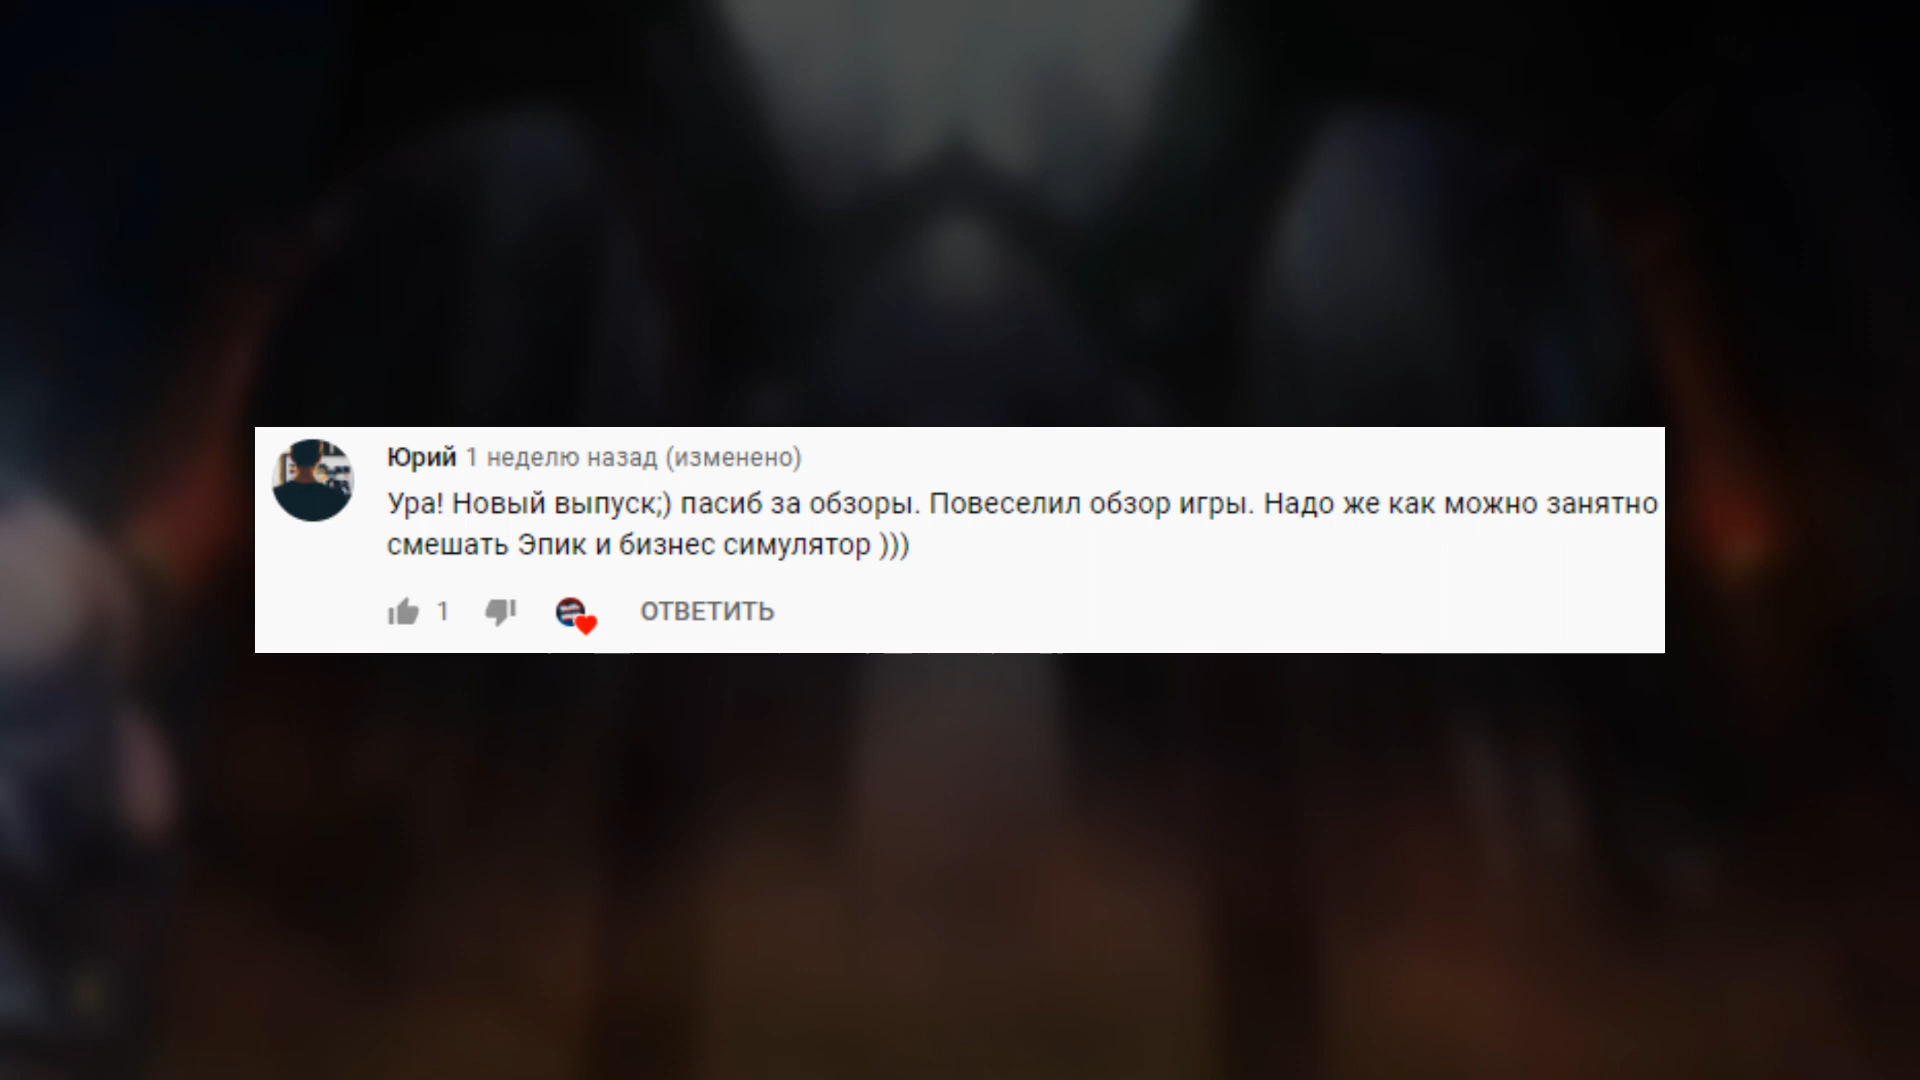 Юрий 1 неделю назад (изменено)
Ура! Новый выпуск;) пасиб за обзоры. Повеселил обзор игры. Надо же как можно занятно
смешать Эпик и бизнес симулятор )))
1 ОТВЕТИТЬ